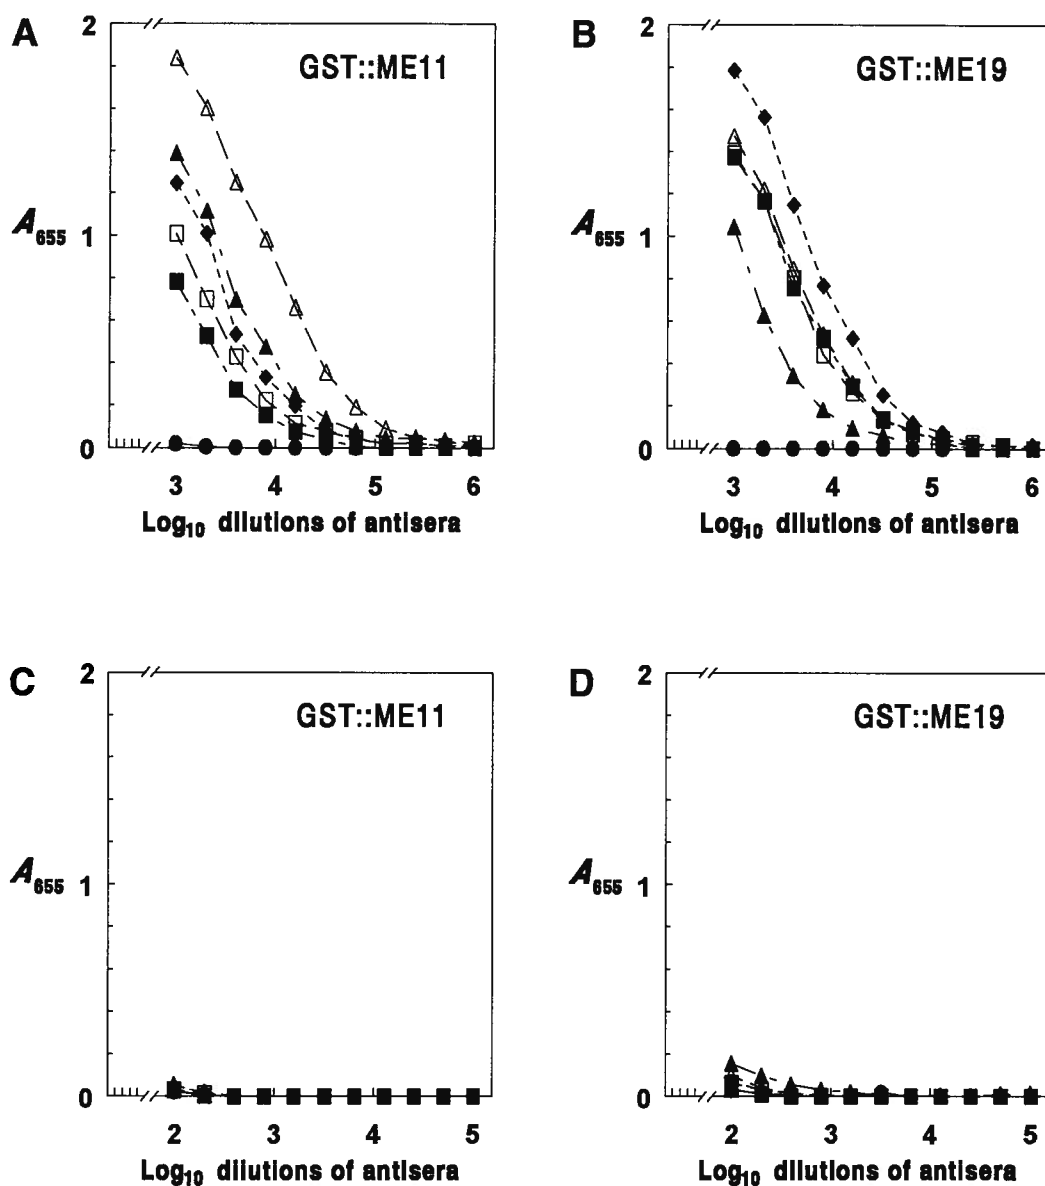 A
GST::ME11
2
1
0
A655
3 4 5 6
Log10 dilutions of antisera
B
GST::ME19
2
1
0
A655
3 4 5 6
Log10 dilutions of antisera
C
GST::ME11
2
1
0
A655
2 3 4 5
Log10 dilutions of antisera
D
GST::ME19
2
1
0
A655
2 3 4 5
Log10 dilutions of antisera